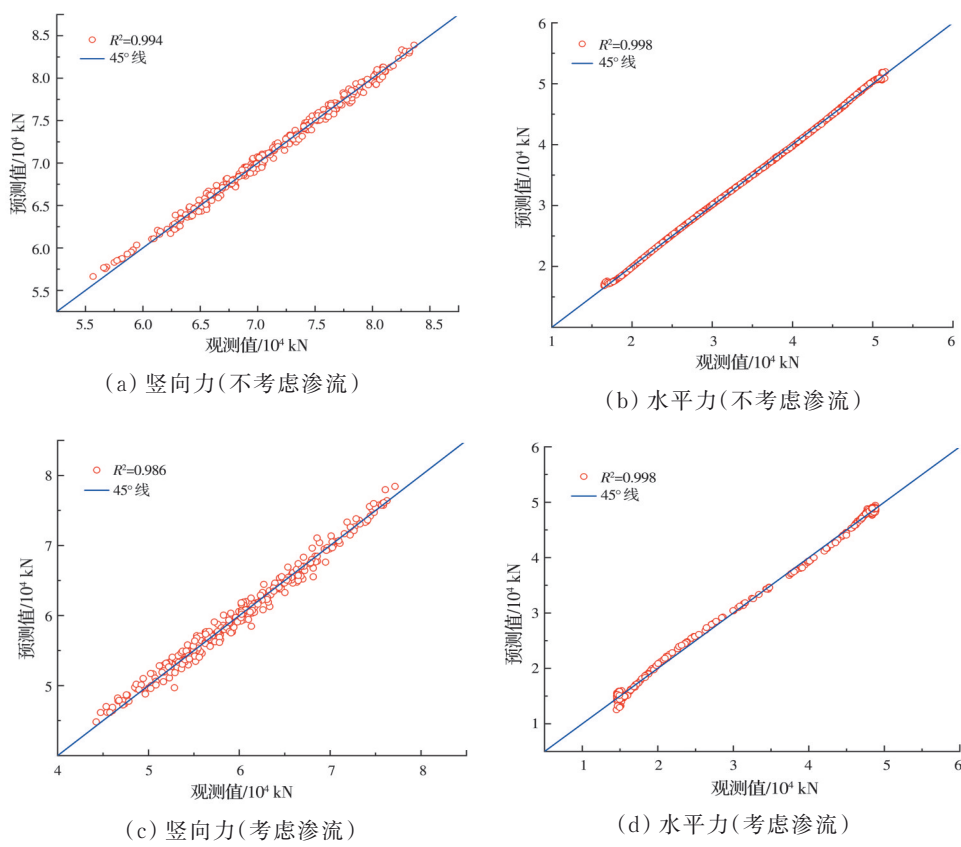 R²=0.994
45° 线
8.5
8.0
7.5
7.0
6.5
6.0
5.5
预测值/10⁴ kN
5.5 6.0 6.5 7.0 7.5 8.0 8.5
观测值/10⁴ kN
(a) 竖向力(不考虑渗流)
R²=0.998
45° 线
6
5
4
3
2
预测值/10⁴ kN
1 2 3 4 5 6
观测值/10⁴ kN
(b) 水平力(不考虑渗流)
R²=0.986
45° 线
8
7
6
5
预测值/10⁴ kN
4 5 6 7 8
观测值/10⁴ kN
(c) 竖向力(考虑渗流)
R²=0.998
45° 线
6
5
4
3
2
1
预测值/10⁴ kN
1 2 3 4 5 6
观测值/10⁴ kN
(d) 水平力(考虑渗流)